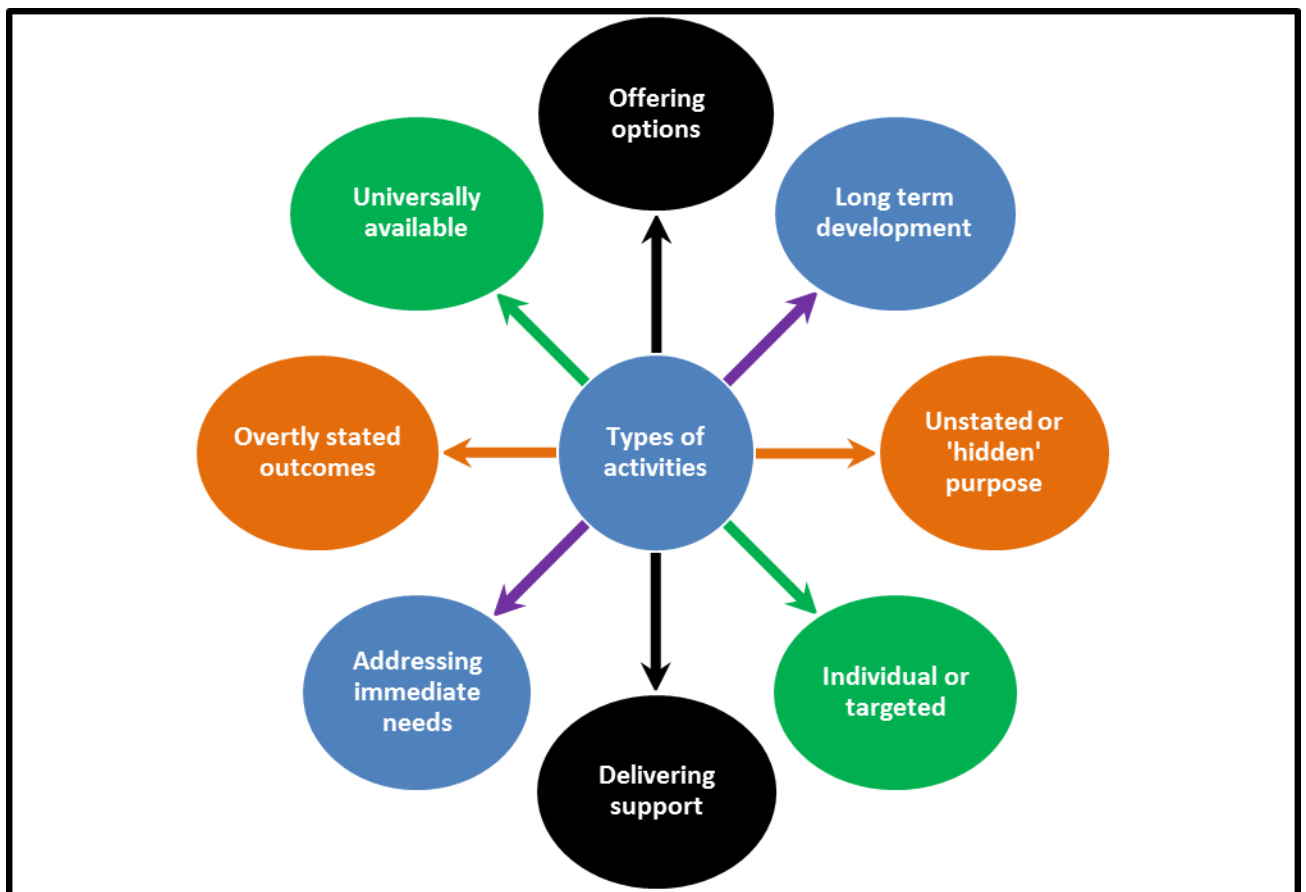 Offering
options
Universally
available
Long term
development
Overtly stated
outcomes
Types of
activities
Unstated or
'hidden'
purpose
Addressing
immediate
needs
Individual or
targeted
Delivering
support